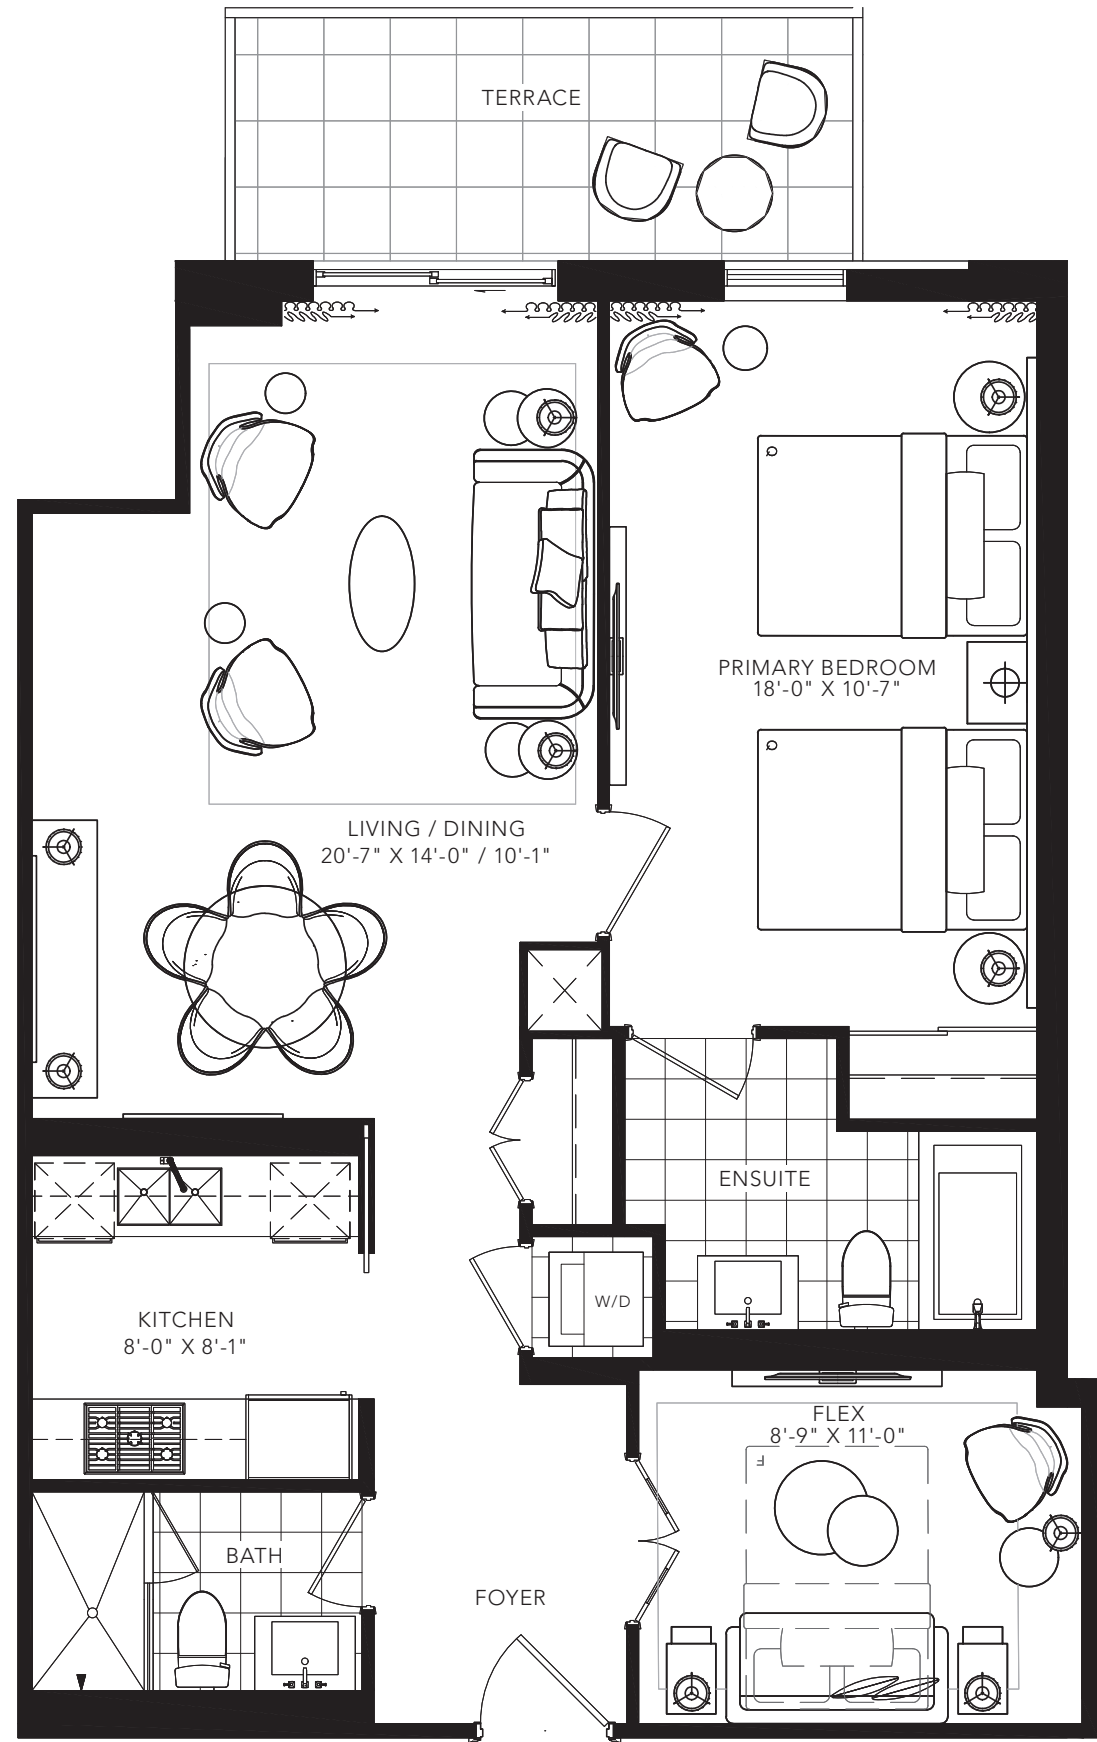 TERRACE
PRIMARY BEDROOM
18'-0" X 10'-7"
LIVING / DINING
20'-7" X 14'-0" / 10'-1"
ENSUITE
W/D
KITCHEN
8'-0" X 8'-1"
FLEX
8'-9" X 11'-0"
F
BATH
FOYER